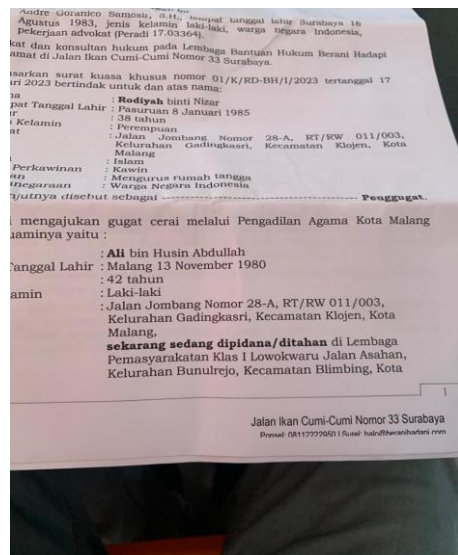 Andre Goranico Samosir, S.H., tempat tanggal lahir Surabaya 16
Agustus 1983, jenis kelamin laki-laki, warga negara Indonesia,
pekerjaan advokat (Peradi 17.03364).
kat dan konsultan hukum pada Lembaga Bantuan Hukum Berani Hadapi
amat di Jalan Ikan Cumi-Cumi Nomor 33 Surabaya.
asarkan surat kuasa khusus nomor 01/K/RD-BH/I/2023 tertanggal 17
ri 2023 bertindak untuk dan atas nama:
a : Rodiyah binti Nizar
pat Tanggal Lahir : Pasuruan 8 Januari 1985
r : 38 tahun
s Kelamin : Perempuan
at : Jalan Jombang Nomor 28-A, RT/RW 011/003,
Kelurahan Gadingkasri, Kecamatan Klojen, Kota
Malang
: Islam
Perkawinan : Kawin
an : Mengurus rumah tangga
anegaraan : Warga Negara Indonesia
njutnya disebut sebagai ---------------------------------------- Penggugat.
i mengajukan gugat cerai melalui Pengadilan Agama Kota Malang
uaminya yaitu :
: Ali bin Husin Abdullah
Tanggal Lahir : Malang 13 November 1980
: 42 tahun
amin : Laki-laki
: Jalan Jombang Nomor 28-A, RT/RW 011/003,
Kelurahan Gadingkasri, Kecamatan Klojen, Kota
Malang,
sekarang sedang dipidana/ditahan di Lembaga
Pemasyarakatan Klas I Lowokwaru Jalan Asahan,
Kelurahan Bunulrejo, Kecamatan Blimbing, Kota
1
Jalan Ikan Cumi-Cumi Nomor 33 Surabaya
Ponsel: 08112222950 | Surel: